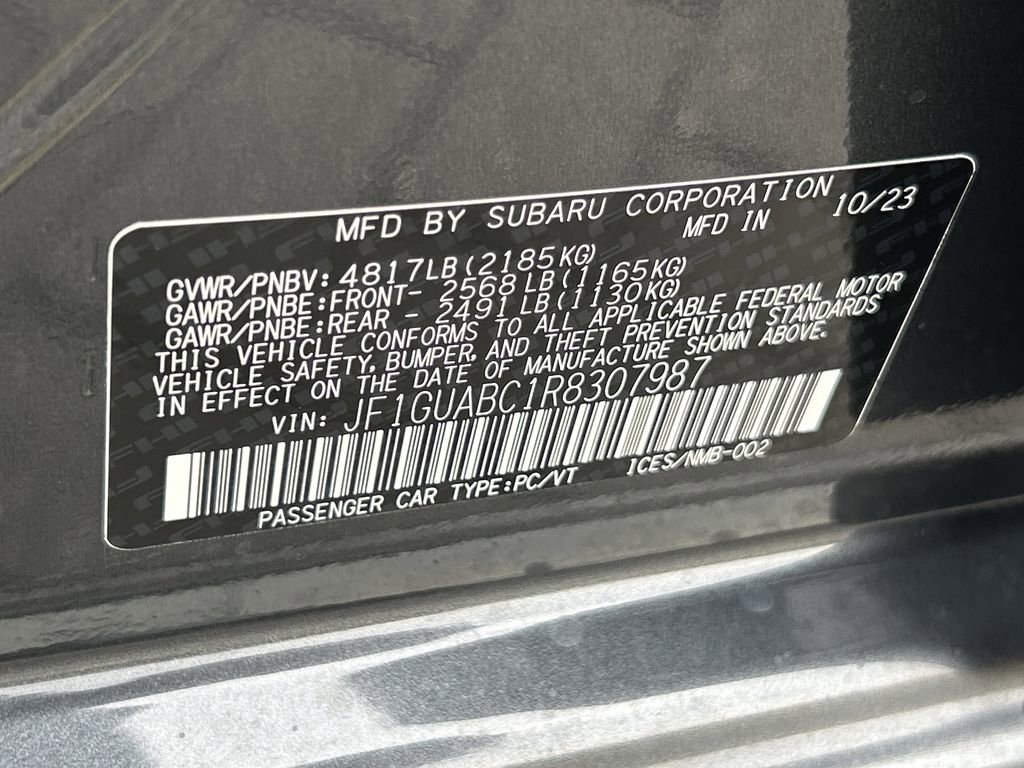 MFD BY SUBARU CORPORATION
MFD IN 10/23
GVWR/PNBV: 4817LB(2185KG)
GAWR/PNBE:FRONT- 2568LB(1165KG)
GAWR/PNBE:REAR - 2491LB(1130KG)
THIS VEHICLE CONFORMS TO ALL APPLICABLE FEDERAL MOTOR
VEHICLE SAFETY, BUMPER, AND THEFT PREVENTION STANDARDS
IN EFFECT ON THE DATE OF MANUFACTURE SHOWN ABOVE.
VIN: JF1GUABC1R8307987
PASSENGER CAR TYPE:PC/VT ICES/NMB-002